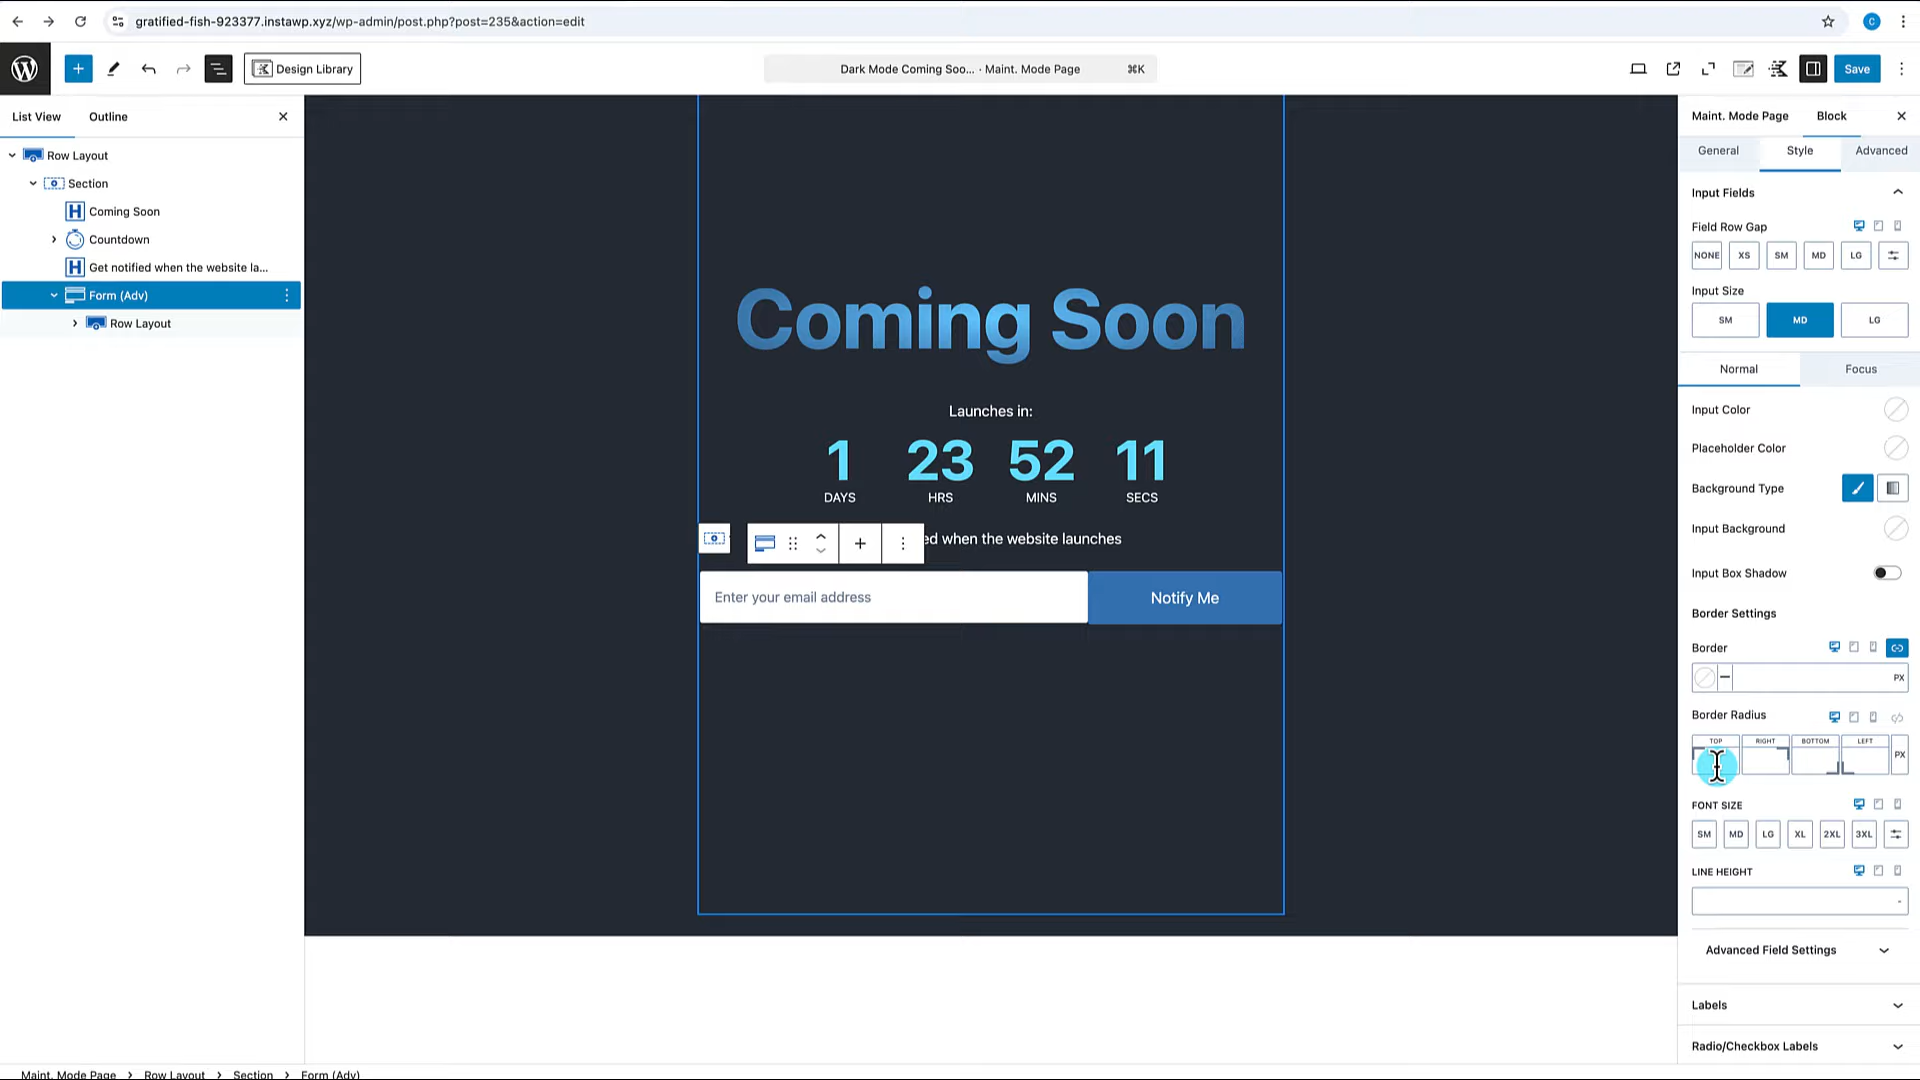 gratified-fish-923377.instawp.xyz/wp-admin/post.php?post=235&action=edit
C
Design Library
Dark Mode Coming Soo... · Maint. Mode Page ⌘K
Save
List View Outline
Row Layout
Section
H Coming Soon
Countdown
H Get notified when the website la...
Form (Adv)
Row Layout
Coming Soon
Launches in:
1 23 52 11
DAYS HRS MINS SECS
ed when the website launches
Enter your email address
Notify Me
Maint. Mode Page Block
General Style Advanced
Input Fields
Field Row Gap
NONE XS SM MD LG
Input Size
SM MD LG
Normal Focus
Input Color
Placeholder Color
Background Type
Input Background
Input Box Shadow
Border Settings
Border
PX
Border Radius
TOP RIGHT BOTTOM LEFT
PX
FONT SIZE
SM MD LG XL 2XL 3XL
LINE HEIGHT
-
Advanced Field Settings
Labels
Radio/Checkbox Labels
Maint. Mode Page > Row Layout > Section > Form (Adv)